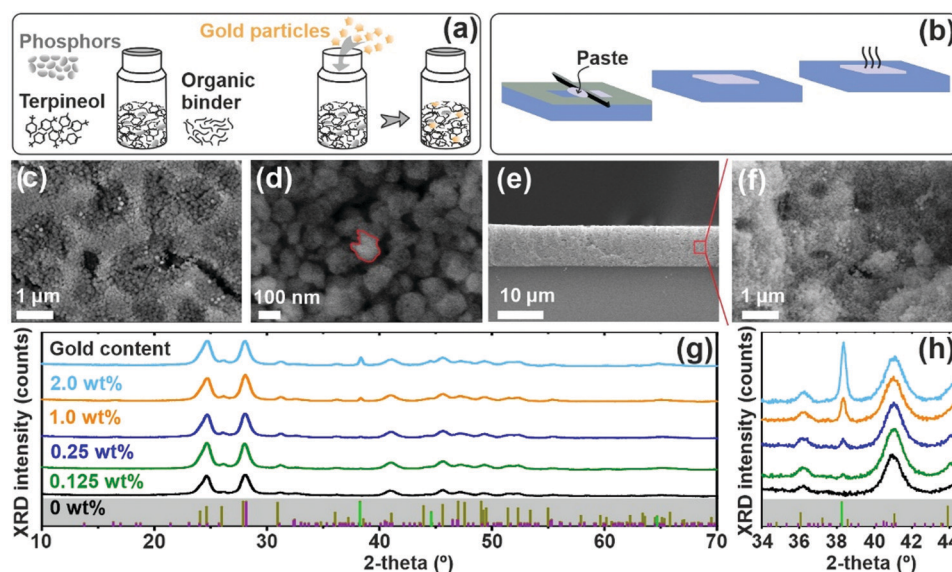 (a)
Phosphors
Gold particles
Terpineol
Organic
binder
(b)
Paste
(c)
1 µm
(d)
100 nm
(e)
10 µm
(f)
1 µm
(g)
Gold content
2.0 wt%
1.0 wt%
0.25 wt%
0.125 wt%
0 wt%
XRD intensity (counts)
10 20 30 40 50 60 70
2-theta (º)
(h)
XRD intensity (counts)
34 36 38 40 42 44
2-theta (º)